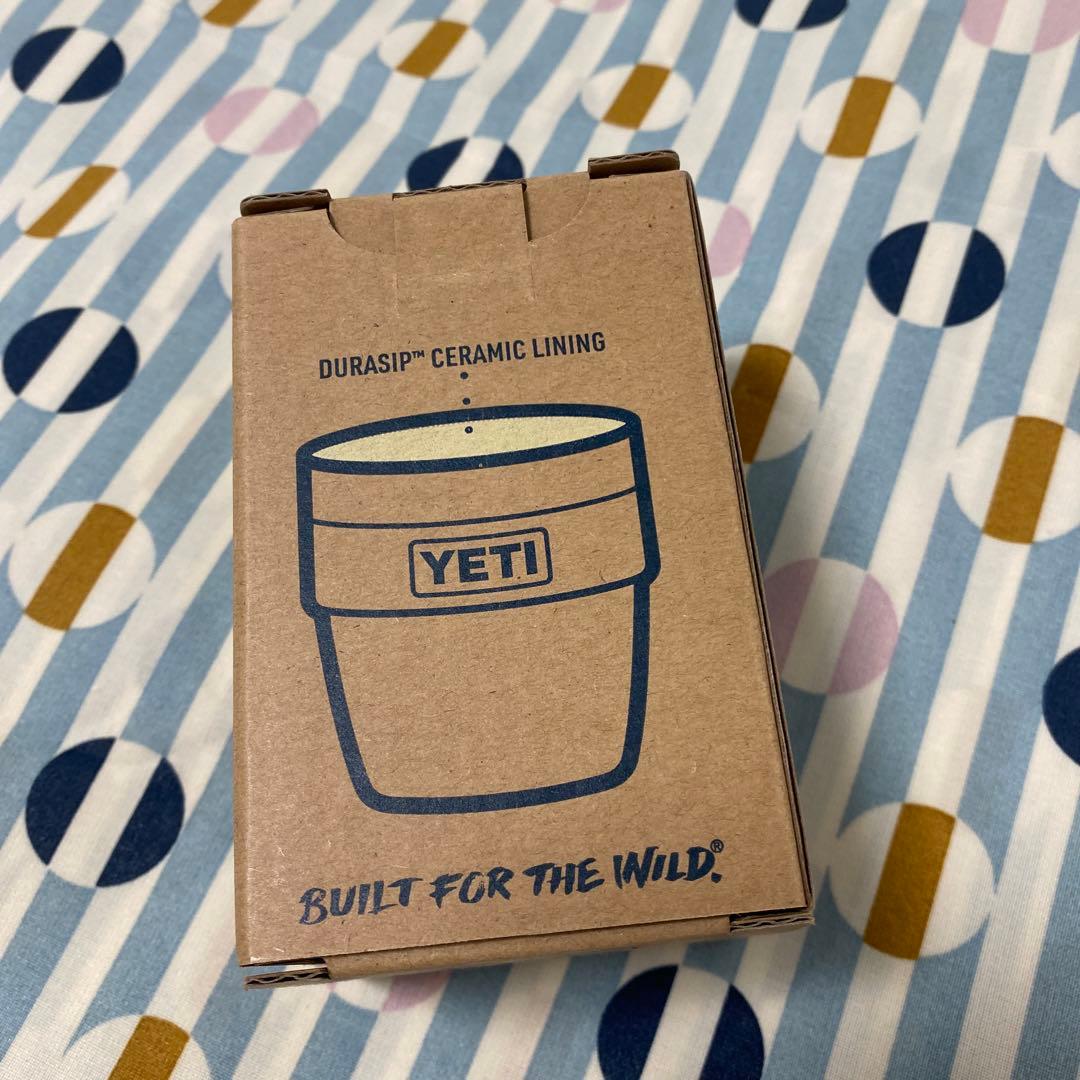 DURASIP™ CERAMIC LINING
YETI
BUILT FOR THE WILD.®